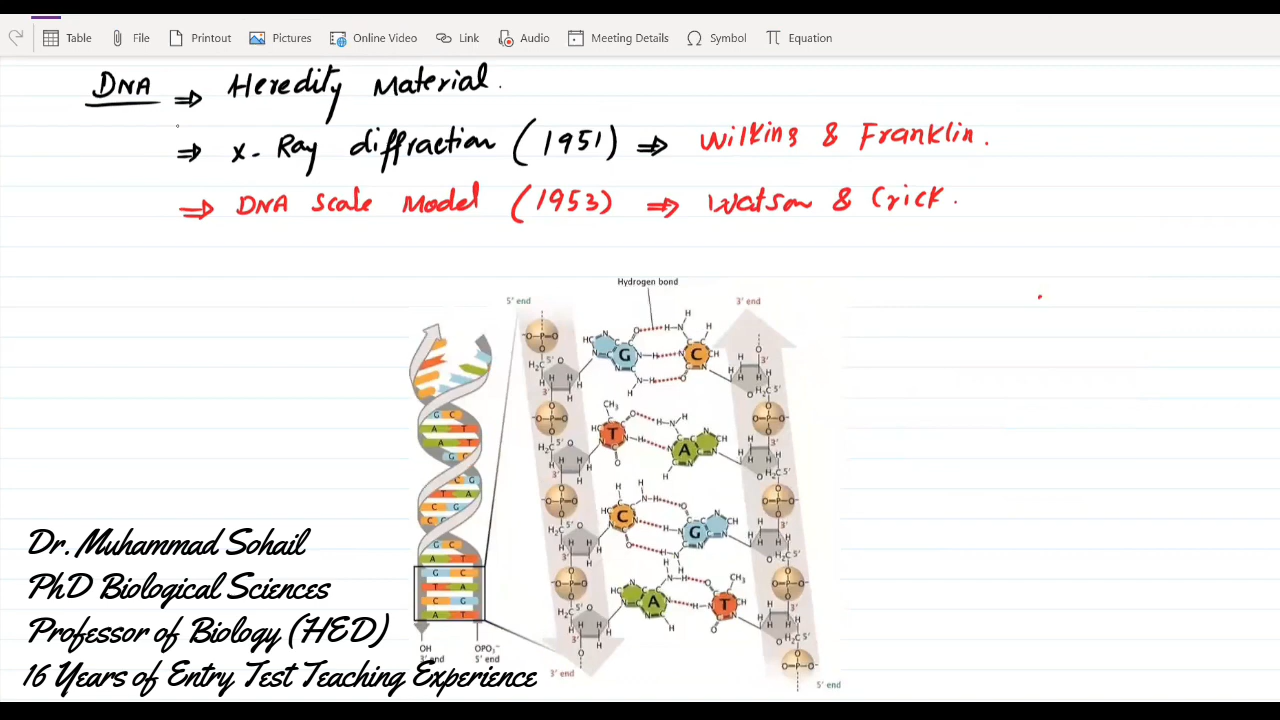 Table File Printout Pictures Online Video Link Audio Meeting Details Symbol Equation
DNA ⇒ Heredity Material.
⇒ X-Ray diffraction (1951) ⇒ Wilkins & Franklin.
⇒ DNA Scale Model (1953) ⇒ Watson & Crick.
Hydrogen bond
5' end
3' end
G C
T A
C G
A T
OH
3' end
OPO₃⁻
5' end
3' end
5' end
Dr. Muhammad Sohail
PhD Biological Sciences
Professor of Biology (HED)
16 Years of Entry Test Teaching Experience